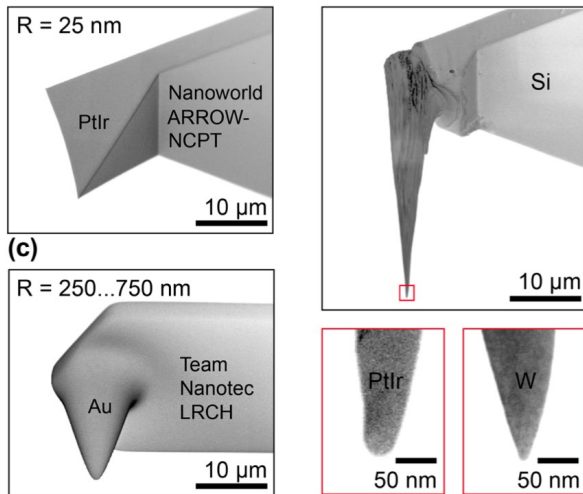 R = 25 nm
PtIr
Nanoworld
ARROW-
NCPT
10 µm
Si
10 µm
(c)
R = 250...750 nm
Au
Team
Nanotec
LRCH
10 µm
PtIr
50 nm
W
50 nm